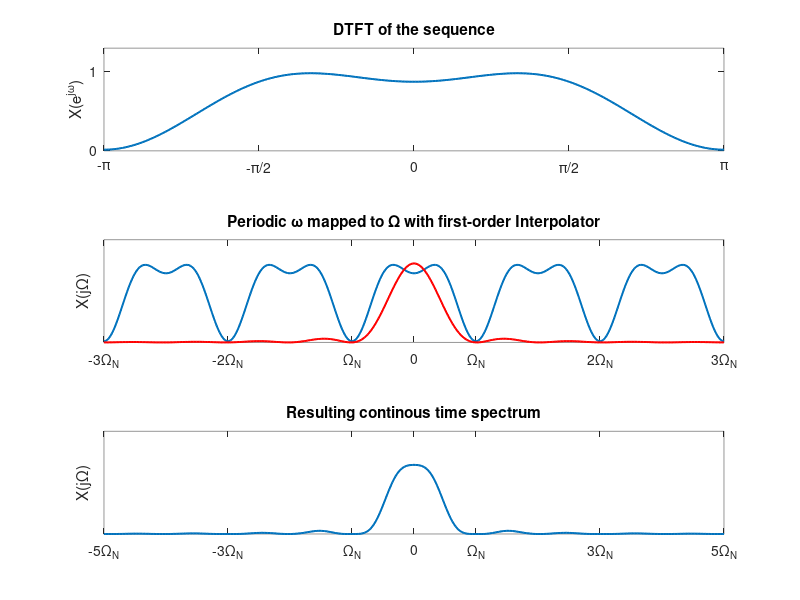 DTFT of the sequence
1
X(e^jω)
0
-π
-π/2
0
π/2
π
Periodic ω mapped to Ω with first-order Interpolator
X(jΩ)
-3Ω_N
-2Ω_N
Ω_N
0
Ω_N
2Ω_N
3Ω_N
Resulting continous time spectrum
X(jΩ)
-5Ω_N
-3Ω_N
Ω_N
0
Ω_N
3Ω_N
5Ω_N